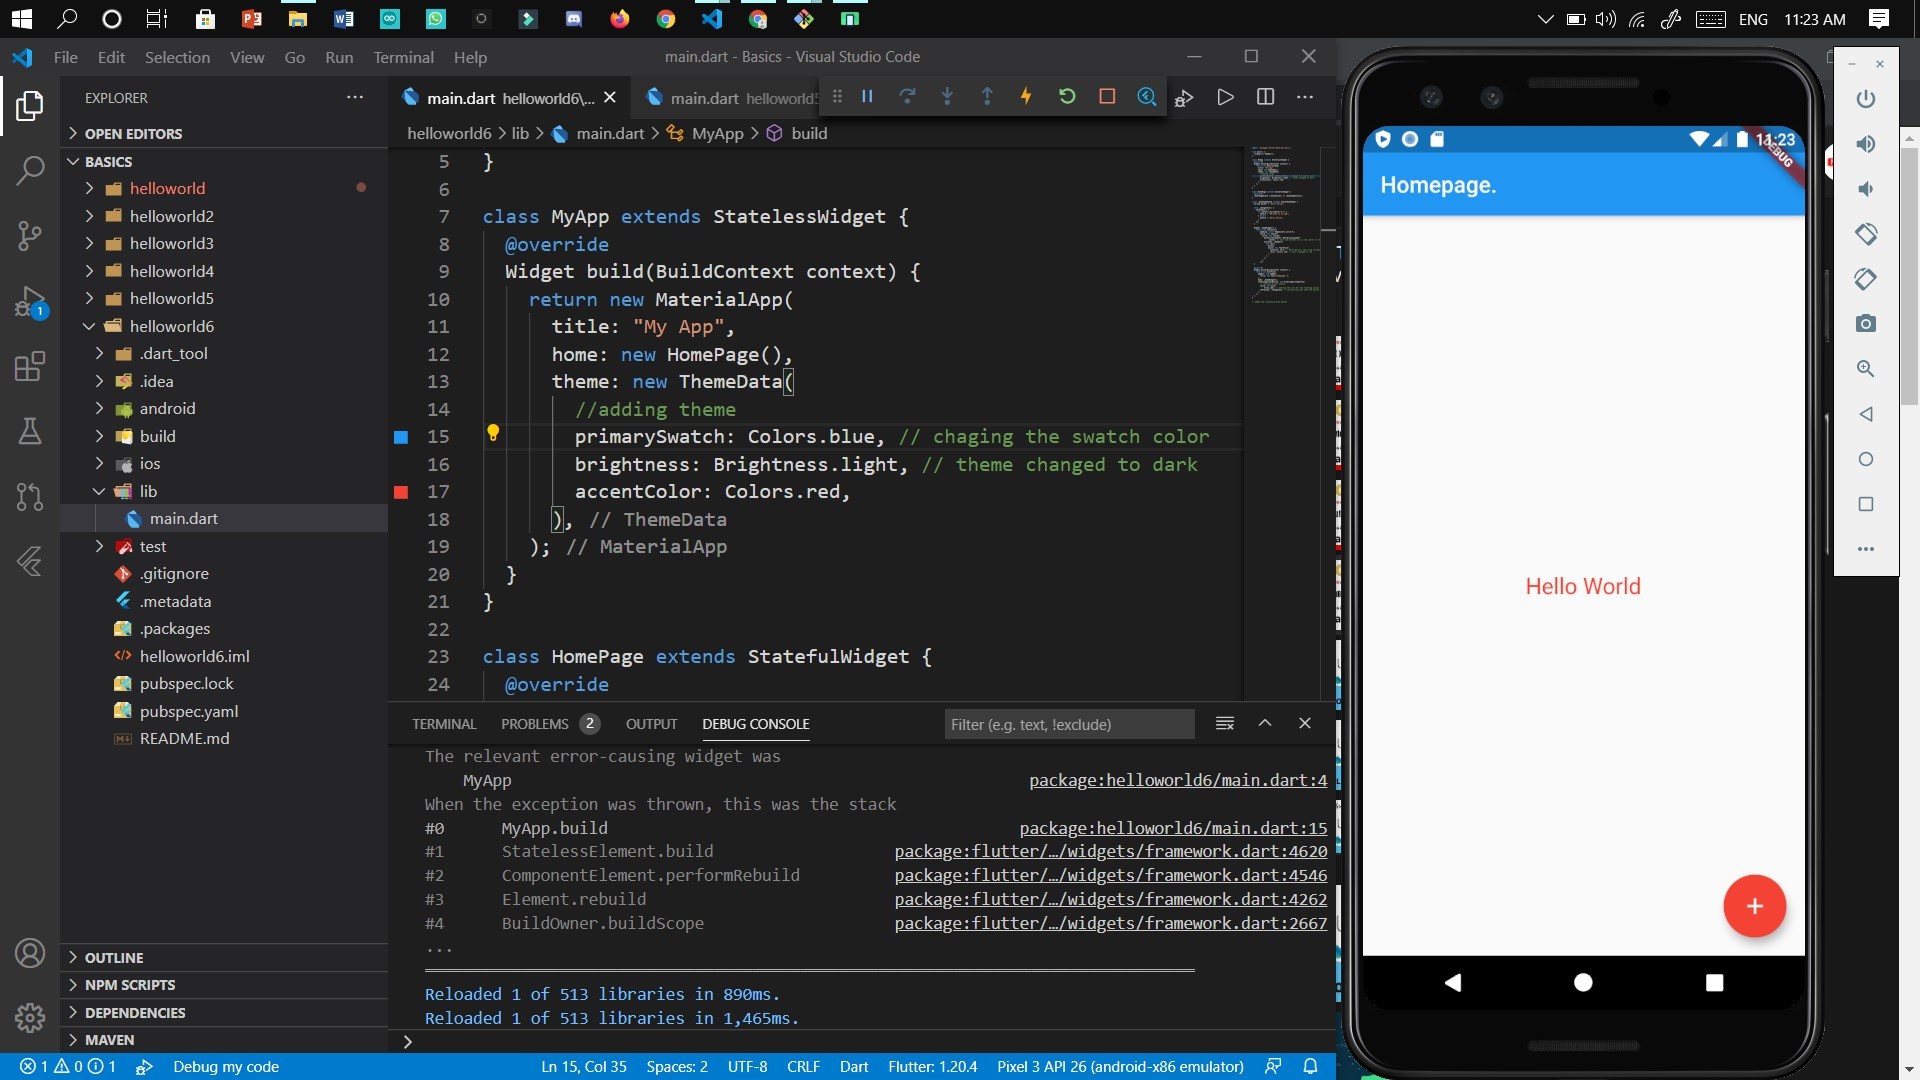 ENG
11:23 AM
File Edit Selection View Go Run Terminal Help
main.dart - Basics - Visual Studio Code
EXPLORER
OPEN EDITORS
BASICS
helloworld
helloworld2
helloworld3
helloworld4
helloworld5
helloworld6
.dart_tool
.idea
android
build
ios
lib
main.dart
test
.gitignore
.metadata
.packages
helloworld6.iml
pubspec.lock
pubspec.yaml
README.md
OUTLINE
NPM SCRIPTS
DEPENDENCIES
MAVEN
1
main.dart helloworld6\...
main.dart helloworld5
helloworld6 > lib > main.dart > MyApp > build
5 }
6
7 class MyApp extends StatelessWidget {
8 @override
9 Widget build(BuildContext context) {
10 return new MaterialApp(
11 title: "My App",
12 home: new HomePage(),
13 theme: new ThemeData(
14 //adding theme
15 primarySwatch: Colors.blue, // chaging the swatch color
16 brightness: Brightness.light, // theme changed to dark
17 accentColor: Colors.red,
18 ), // ThemeData
19 ); // MaterialApp
20 }
21 }
22
23 class HomePage extends StatefulWidget {
24 @override
TERMINAL PROBLEMS 2 OUTPUT DEBUG CONSOLE
Filter (e.g. text, !exclude)
The relevant error-causing widget was
MyApp package:helloworld6/main.dart:4
When the exception was thrown, this was the stack
#0 MyApp.build package:helloworld6/main.dart:15
#1 StatelessElement.build package:flutter/…/widgets/framework.dart:4620
#2 ComponentElement.performRebuild package:flutter/…/widgets/framework.dart:4546
#3 Element.rebuild package:flutter/…/widgets/framework.dart:4262
#4 BuildOwner.buildScope package:flutter/…/widgets/framework.dart:2667
...
Reloaded 1 of 513 libraries in 890ms.
Reloaded 1 of 513 libraries in 1,465ms.
>
1 0 1 Debug my code
Ln 15, Col 35 Spaces: 2 UTF-8 CRLF Dart Flutter: 1.20.4 Pixel 3 API 26 (android-x86 emulator)
11:23
DEBUG
Homepage.
Hello World
+